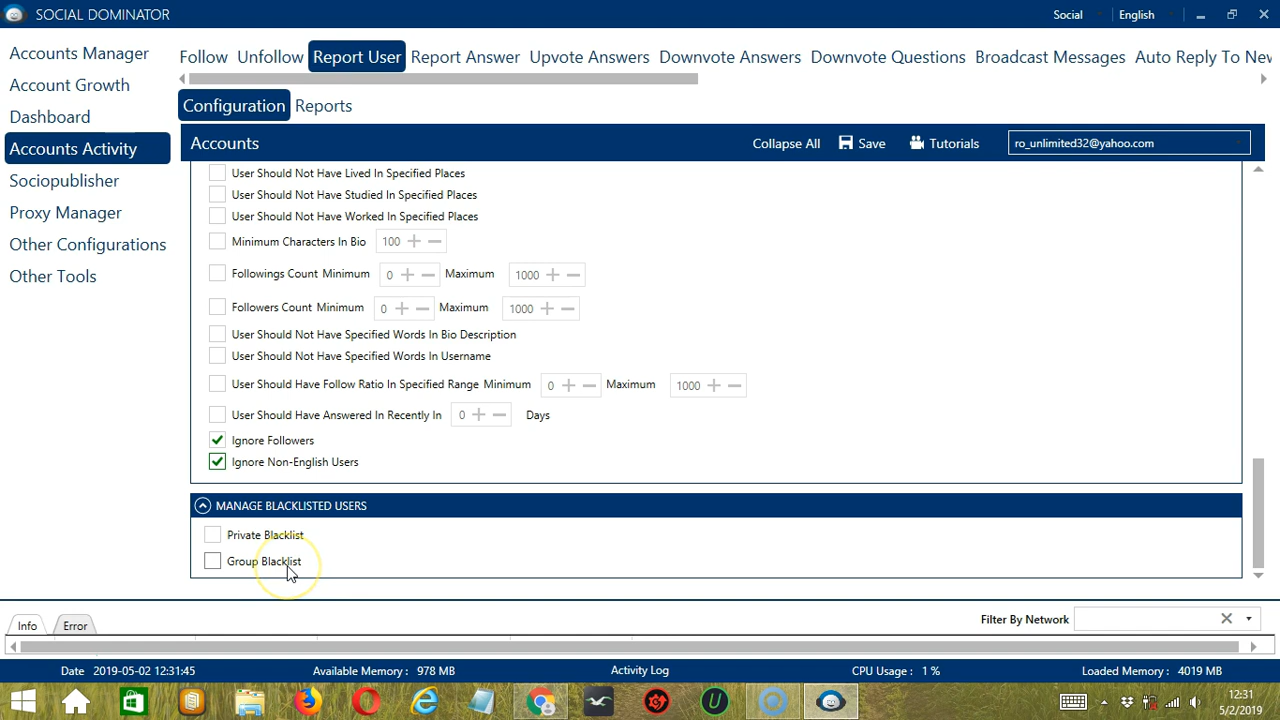 SOCIAL DOMINATOR
Social English
Accounts Manager
Account Growth
Dashboard
Accounts Activity
Sociopublisher
Proxy Manager
Other Configurations
Other Tools
Follow Unfollow Report User Report Answer Upvote Answers Downvote Answers Downvote Questions Broadcast Messages Auto Reply To New
Configuration Reports
Accounts Collapse All Save Tutorials ro_unlimited32@yahoo.com
User Should Not Have Lived In Specified Places
User Should Not Have Studied In Specified Places
User Should Not Have Worked In Specified Places
Minimum Characters In Bio 100
Followings Count Minimum 0 Maximum 1000
Followers Count Minimum 0 Maximum 1000
User Should Not Have Specified Words In Bio Description
User Should Not Have Specified Words In Username
User Should Have Follow Ratio In Specified Range Minimum 0 Maximum 1000
User Should Have Answered In Recently In 0 Days
Ignore Followers
Ignore Non-English Users
MANAGE BLACKLISTED USERS
Private Blacklist
Group Blacklist
Info Error Filter By Network
Date 2019-05-02 12:31:45 Available Memory : 978 MB Activity Log CPU Usage : 1 % Loaded Memory : 4019 MB
12:31
5/2/2019